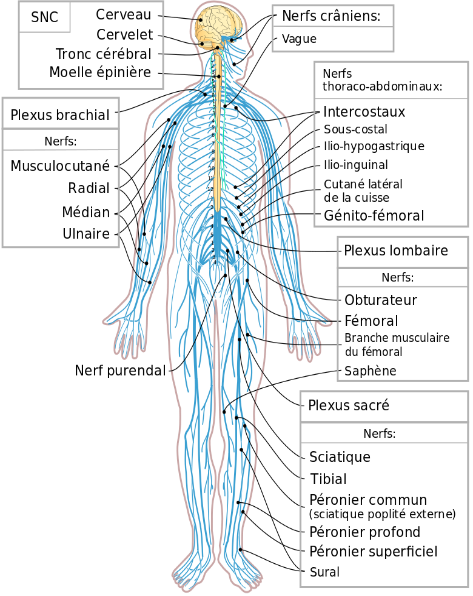 SNC
Cerveau
Cervelet
Tronc cérébral
Moelle épinière
Nerfs crâniens:
Vague
Plexus brachial
Nerfs:
Musculocutané
Radial
Médian
Ulnaire
Nerfs
thoraco-abdominaux:
Intercostaux
Sous-costal
Ilio-hypogastrique
Ilio-inguinal
Cutané latéral
de la cuisse
Génito-fémoral
Plexus lombaire
Nerfs:
Obturateur
Fémoral
Branche musculaire
du fémoral
Saphène
Nerf purendal
Plexus sacré
Nerfs:
Sciatique
Tibial
Péronier commun
(sciatique poplité externe)
Péronier profond
Péronier superficiel
Sural